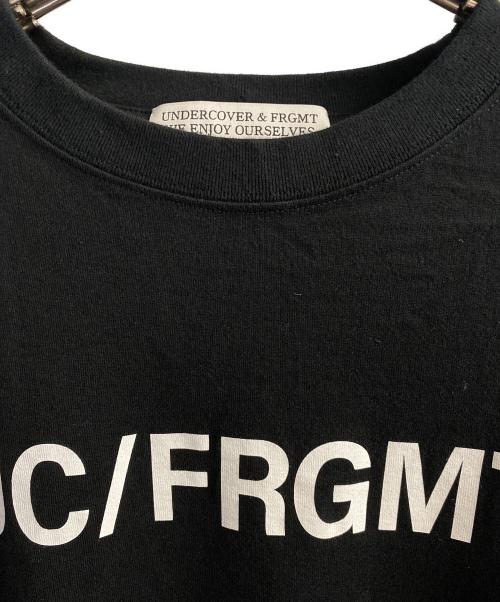 UNDERCOVER & FRGMT
WE ENJOY OURSELVES
UC/FRGMT